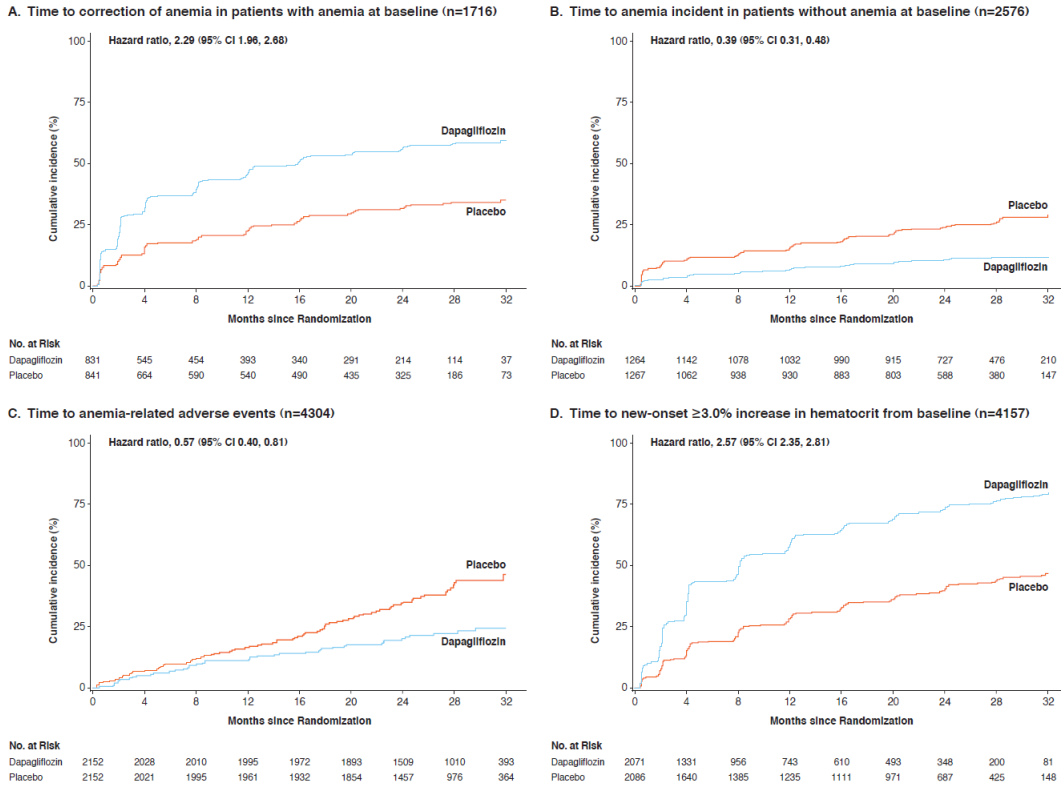 A. Time to correction of anemia in patients with anemia at baseline (n=1716)
Hazard ratio, 2.29 (95% CI 1.96, 2.68)
Cumulative incidence (%)
100
75
50
25
0
Dapagliflozin
Placebo
0 4 8 12 16 20 24 28 32
Months since Randomization
No. at Risk
Dapagliflozin 831 545 454 393 340 291 214 114 37
Placebo 841 664 590 540 490 435 325 186 73
B. Time to anemia incident in patients without anemia at baseline (n=2576)
Hazard ratio, 0.39 (95% CI 0.31, 0.48)
Cumulative incidence (%)
100
75
50
25
0
Placebo
Dapagliflozin
0 4 8 12 16 20 24 28 32
Months since Randomization
No. at Risk
Dapagliflozin 1264 1142 1078 1032 990 915 727 476 210
Placebo 1267 1062 938 930 883 803 588 380 147
C. Time to anemia-related adverse events (n=4304)
Hazard ratio, 0.57 (95% CI 0.40, 0.81)
Cumulative incidence (%)
100
75
50
25
0
Placebo
Dapagliflozin
0 4 8 12 16 20 24 28 32
Months since Randomization
No. at Risk
Dapagliflozin 2152 2028 2010 1995 1972 1893 1509 1010 393
Placebo 2152 2021 1995 1961 1932 1854 1457 976 364
D. Time to new-onset ≥3.0% increase in hematocrit from baseline (n=4157)
Hazard ratio, 2.57 (95% CI 2.35, 2.81)
Cumulative incidence (%)
100
75
50
25
0
Dapagliflozin
Placebo
0 4 8 12 16 20 24 28 32
Months since Randomization
No. at Risk
Dapagliflozin 2071 1331 956 743 610 493 348 200 81
Placebo 2086 1640 1385 1235 1111 971 687 425 148